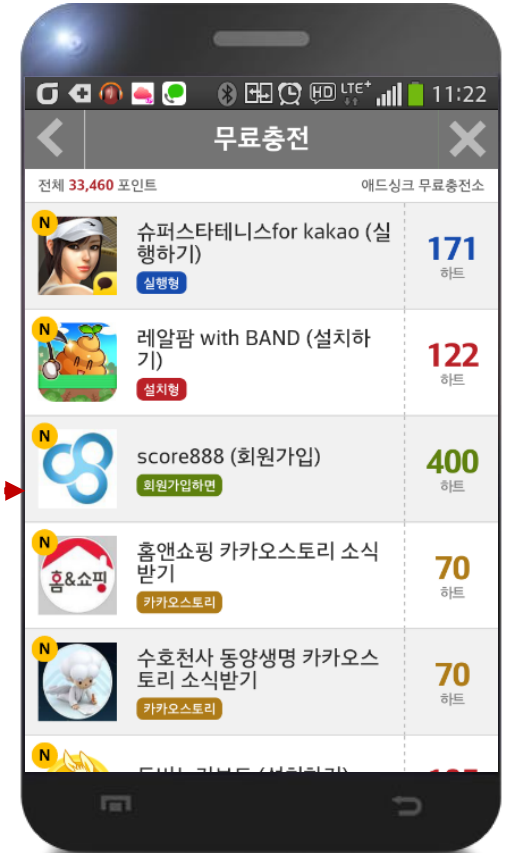 HD LTE+ 11:22
무료충전
전체 33,460 포인트
애드싱크 무료충전소
N
슈퍼스타테니스for kakao (실
행하기)
실행형
171
하트
N
레알팜 with BAND (설치하
기)
설치형
122
하트
N
score888 (회원가입)
회원가입하면
400
하트
N
홈&쇼핑
홈앤쇼핑 카카오스토리 소식
받기
카카오스토리
70
하트
N
수호천사 동양생명 카카오스
토리 소식받기
카카오스토리
70
하트
N